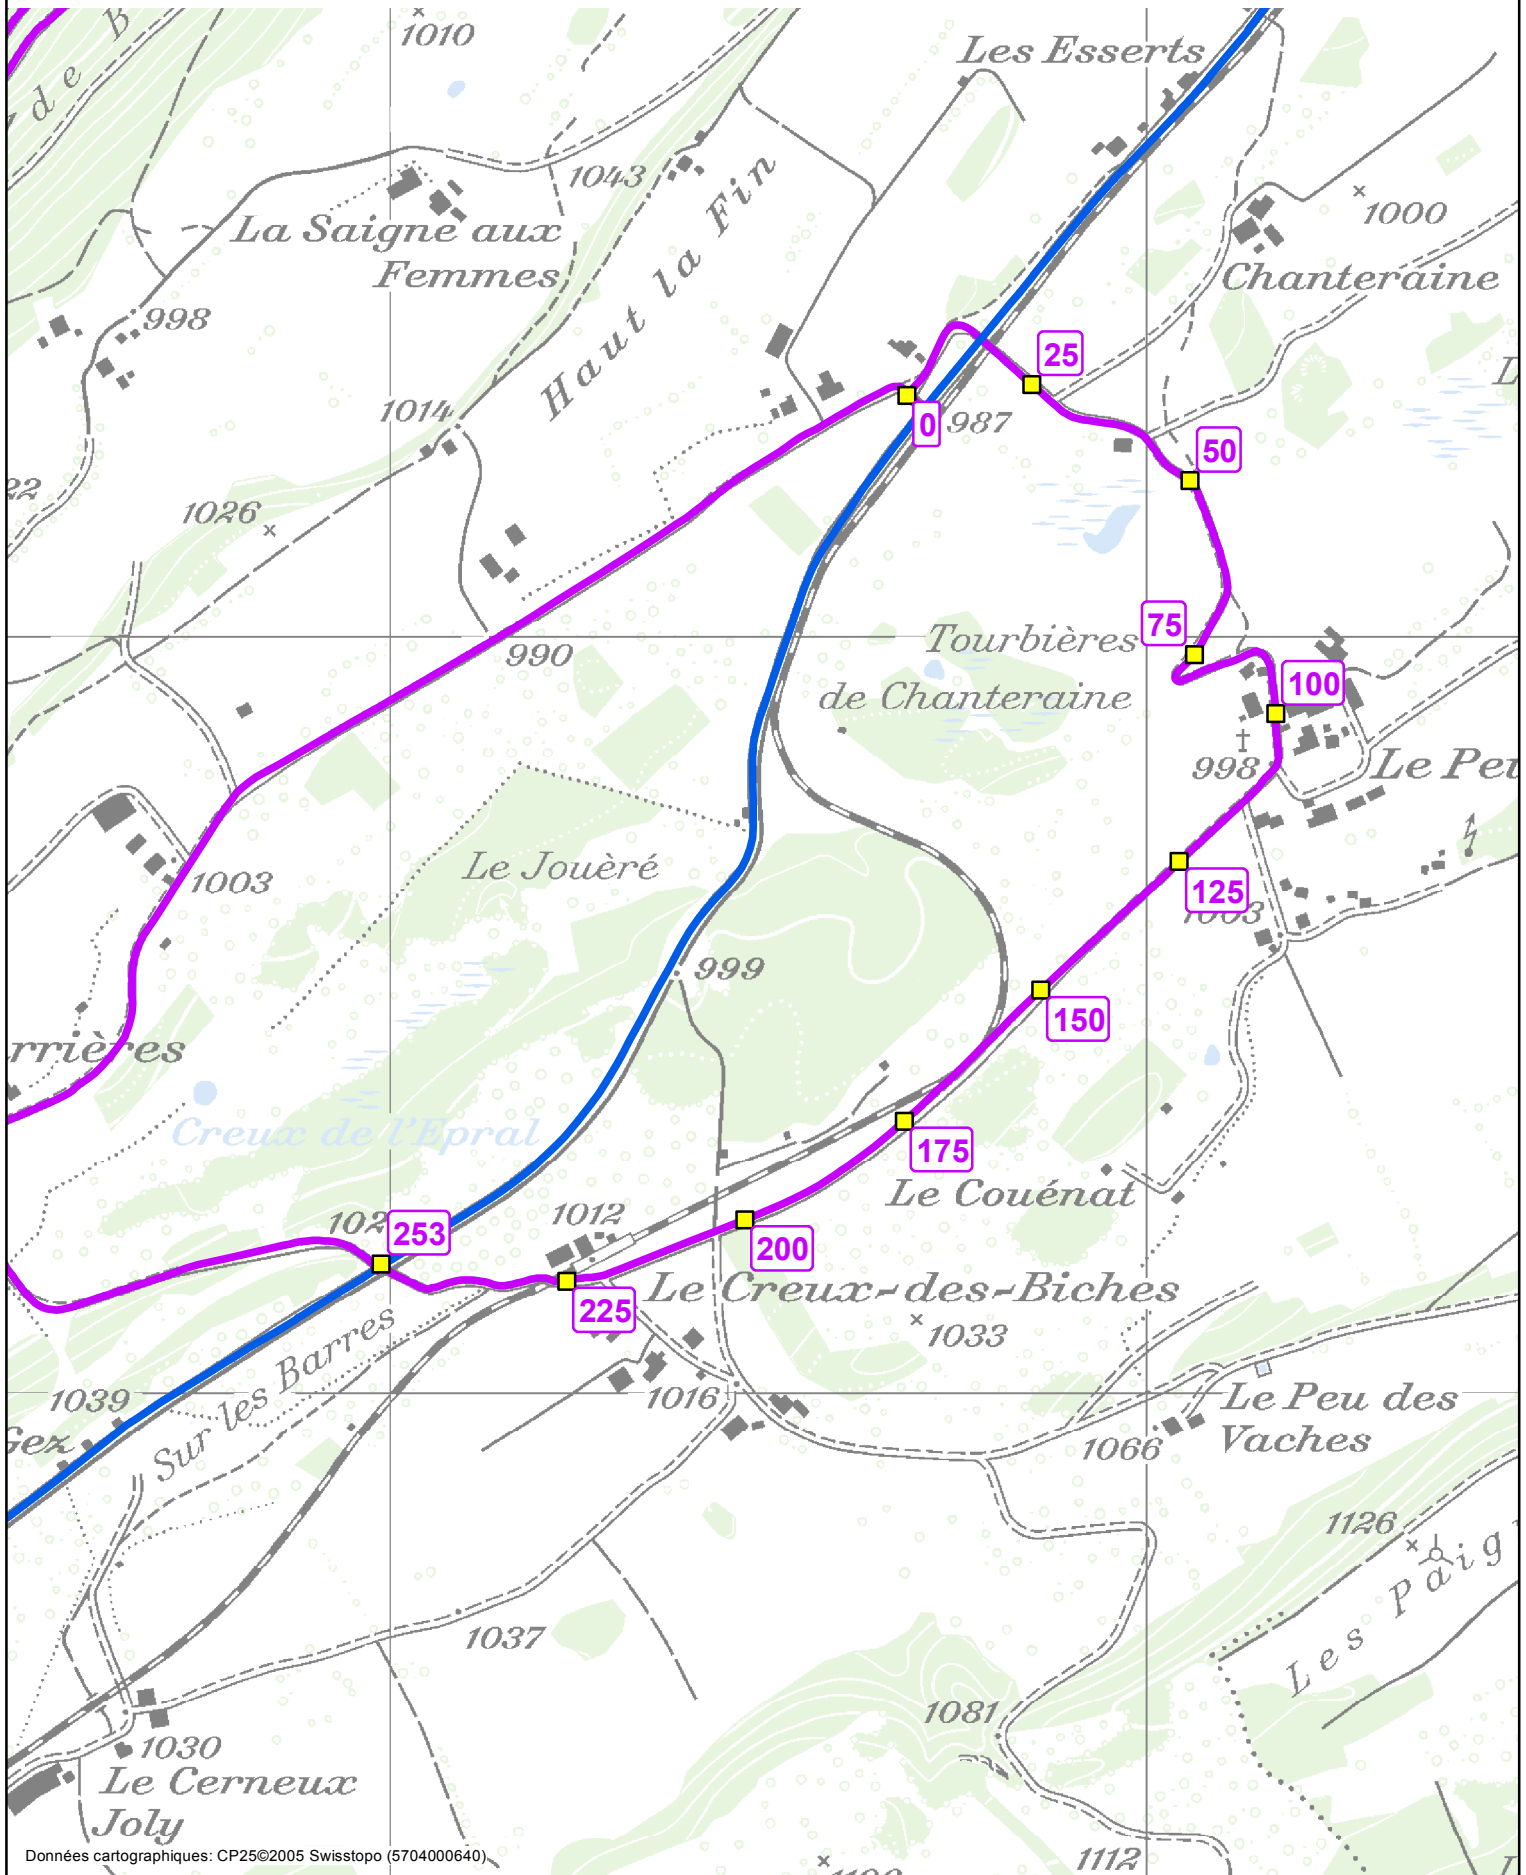 de B
1010
Les Esserts
1043
Haut la Fin
1000
La Saigne aux
Femmes
Chanteraine
998
25
L
1014
0
987
50
22
1026
75
Tourbières
990
100
de Chanteraine
998
Le Peu
Le Jouèré
1003
125
1003
999
150
rrières
Creux de l'Epral
175
Le Couénat
102
253
1012
200
Le Creux-des-Biches
225
1033
Sur les Barres
1039
1016
Le Peu des
Vaches
Gez
1066
1126
Les Paig
1037
1081
1030
Le Cerneux
Joly
Données cartographiques: CP25©2005 Swisstopo (5704000640)
1112